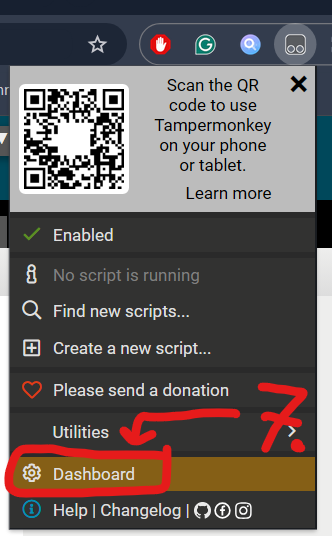 Scan the QR
code to use
Tampermonkey
on your phone
or tablet.
Learn more
Enabled
No script is running
Find new scripts...
Create a new script...
Please send a donation
7.
Utilities
Dashboard
Help | Changelog |